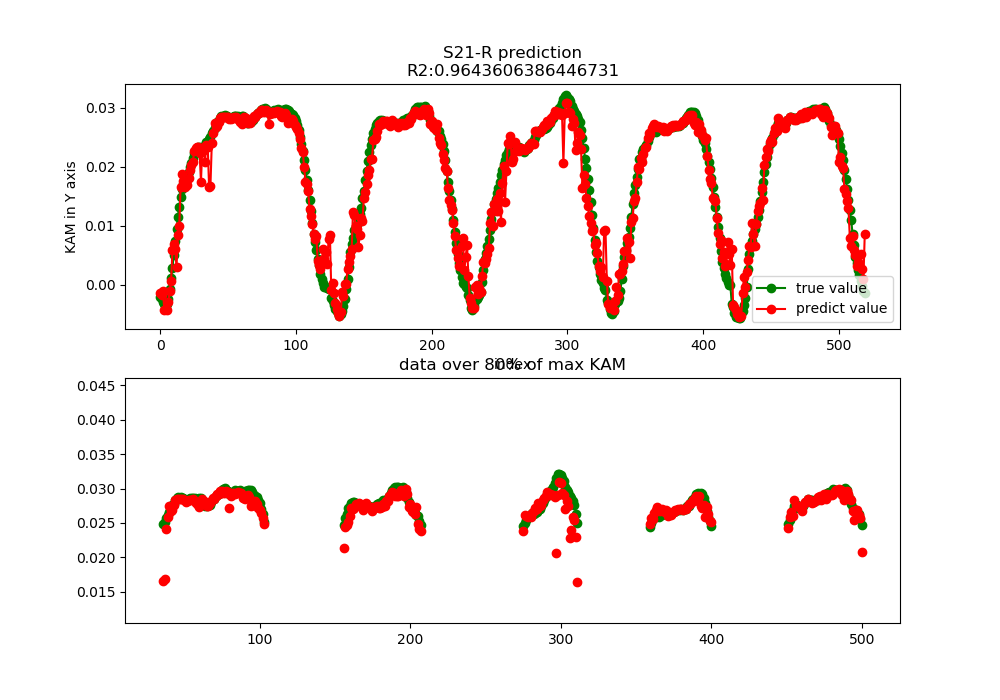 S21-R prediction
R2:0.9643606386446731
KAM in Y axis
0.03
0.02
0.01
0.00
true value
predict value
0 100 200 300 400 500
index
data over 80% of max KAM
0.045
0.040
0.035
0.030
0.025
0.020
0.015
100 200 300 400 500